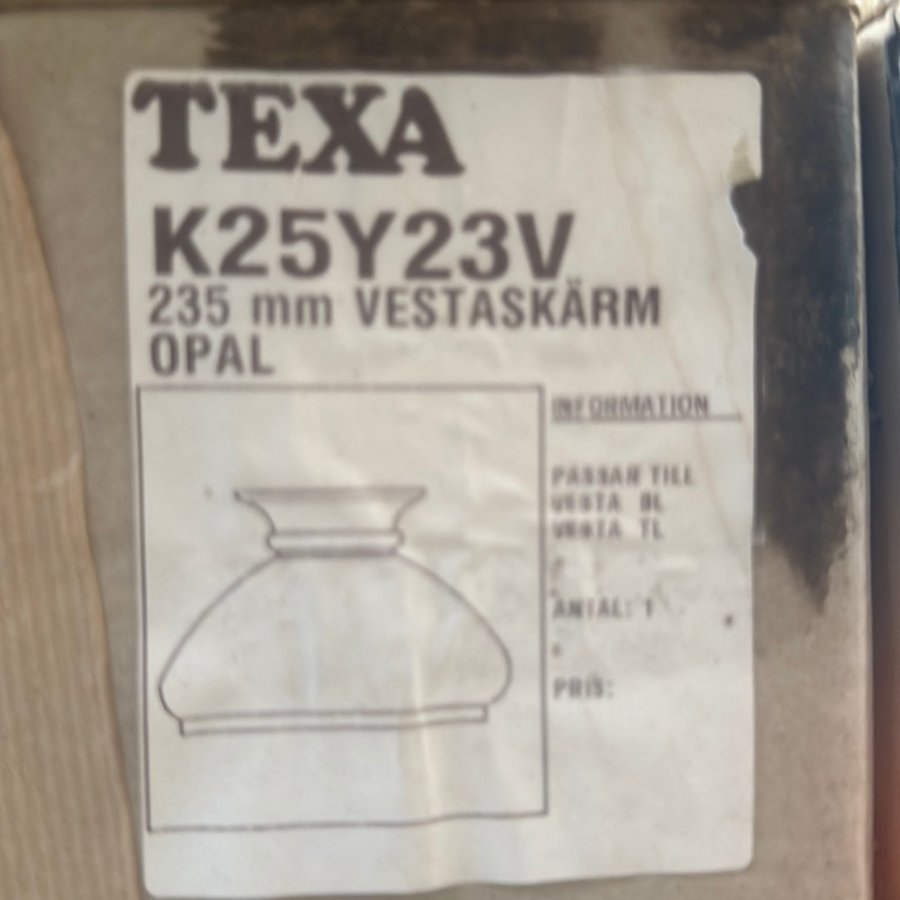 TEXA
K25Y23V
235 mm VESTASKÄRM
OPAL
INFORMATION
PASSAR TILL
VESTA BL
VESTA TL
ANTAL: 1
PRIS: